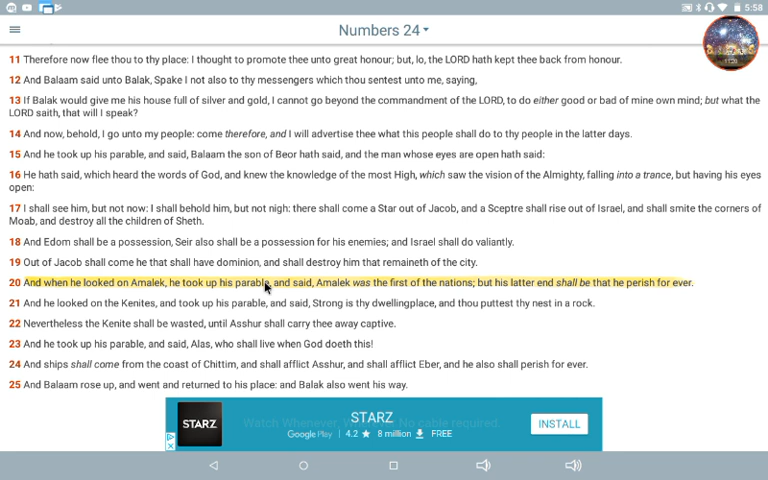 5:58
Numbers 24
11 Therefore now flee thou to thy place: I thought to promote thee unto great honour; but, lo, the LORD hath kept thee back from honour.
12 And Balaam said unto Balak, Spake I not also to thy messengers which thou sentest unto me, saying,
13 If Balak would give me his house full of silver and gold, I cannot go beyond the commandment of the LORD, to do either good or bad of mine own mind; but what the
LORD saith, that will I speak?
14 And now, behold, I go unto my people: come therefore, and I will advertise thee what this people shall do to thy people in the latter days.
15 And he took up his parable, and said, Balaam the son of Beor hath said, and the man whose eyes are open hath said:
16 He hath said, which heard the words of God, and knew the knowledge of the most High, which saw the vision of the Almighty, falling into a trance, but having his eyes
open:
17 I shall see him, but not now: I shall behold him, but not nigh: there shall come a Star out of Jacob, and a Sceptre shall rise out of Israel, and shall smite the corners of
Moab, and destroy all the children of Sheth.
18 And Edom shall be a possession, Seir also shall be a possession for his enemies; and Israel shall do valiantly.
19 Out of Jacob shall come he that shall have dominion, and shall destroy him that remaineth of the city.
20 And when he looked on Amalek, he took up his parable, and said, Amalek was the first of the nations; but his latter end shall be that he perish for ever.
21 And he looked on the Kenites, and took up his parable, and said, Strong is thy dwellingplace, and thou puttest thy nest in a rock.
22 Nevertheless the Kenite shall be wasted, until Asshur shall carry thee away captive.
23 And he took up his parable, and said, Alas, who shall live when God doeth this!
24 And ships shall come from the coast of Chittim, and shall afflict Asshur, and shall afflict Eber, and he also shall perish for ever.
25 And Balaam rose up, and went and returned to his place: and Balak also went his way.
STARZ
STARZ
Watch Whenever, No cable required.
Google Play | 4.2 ★ 8 million FREE
INSTALL